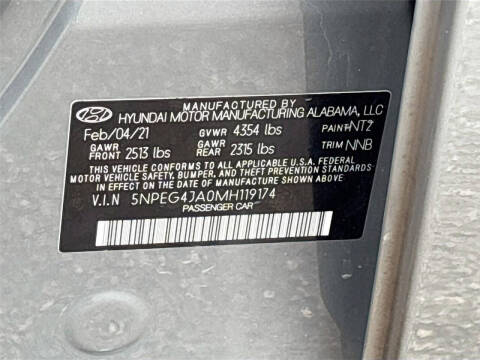 MANUFACTURED BY
HYUNDAI MOTOR MANUFACTURING ALABAMA, LLC
Feb/04/21 GVWR 4354 lbs PAINT:NT2
GAWR FRONT 2513 lbs GAWR REAR 2315 lbs TRIM NNB
THIS VEHICLE CONFORMS TO ALL APPLICABLE U.S.A. FEDERAL
MOTOR VEHICLE SAFETY, BUMPER, AND THEFT PREVENTION
STANDARDS IN EFFECT ON THE DATE OF MANUFACTURE SHOWN ABOVE.
V.I.N 5NPEG4JA0MH119174
PASSENGER CAR